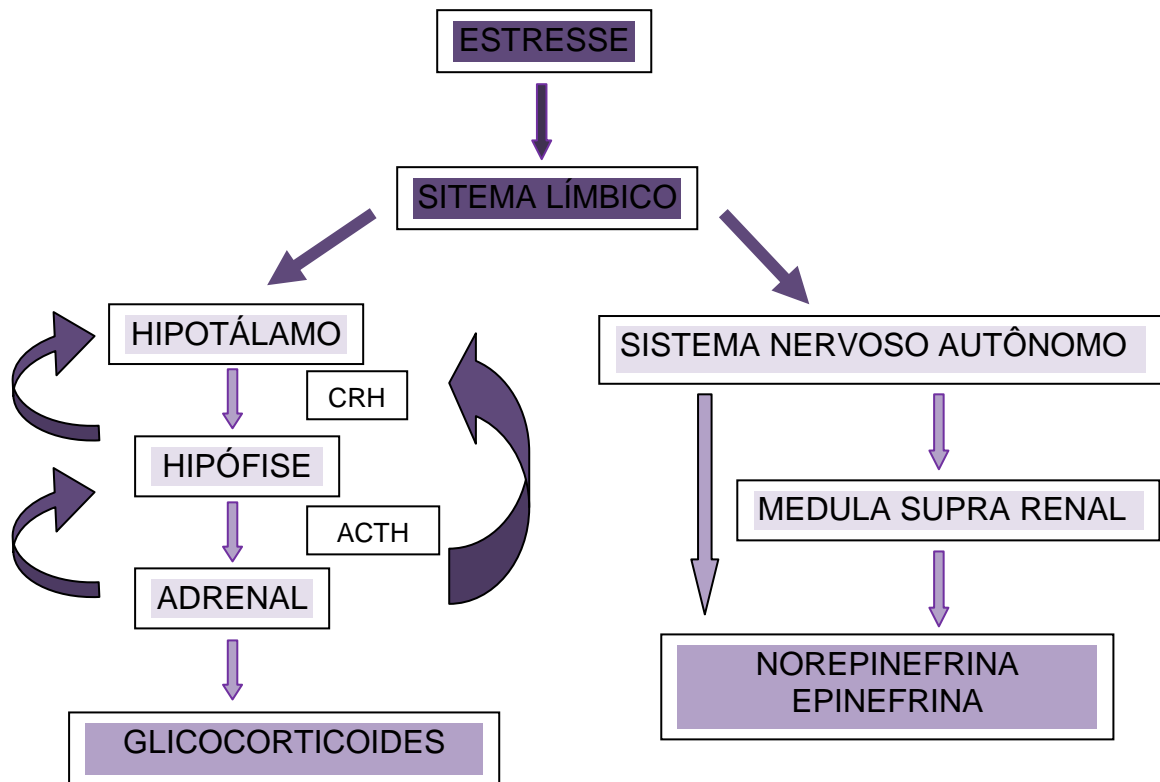 ESTRESSE
SITEMA LÍMBICO
HIPOTÁLAMO
CRH
HIPÓFISE
ACTH
ADRENAL
GLICOCORTICOIDES
SISTEMA NERVOSO AUTÔNOMO
MEDULA SUPRA RENAL
NOREPINEFRINA
EPINEFRINA